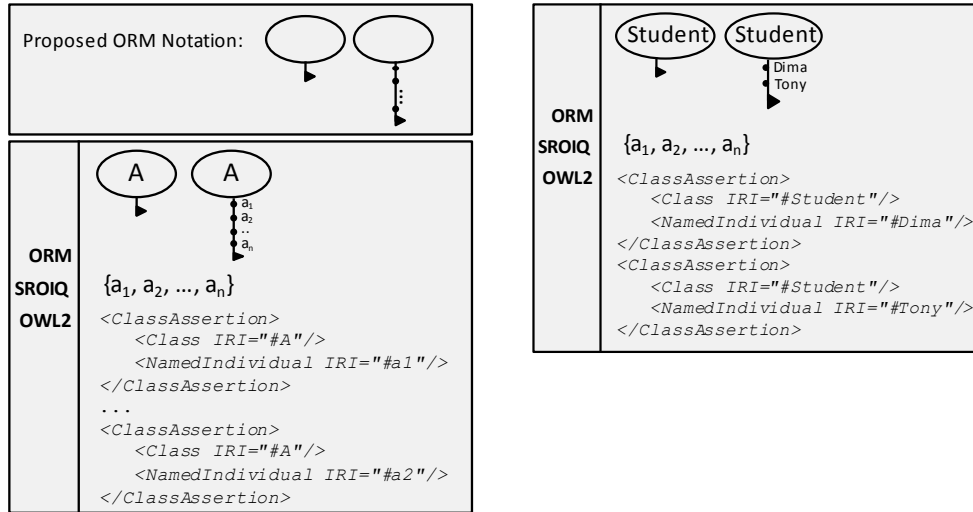 Proposed ORM Notation:
...
A A
a1
a2
..
an
ORM
SROIQ {a1, a2, ..., an}
OWL2 <ClassAssertion>
<Class IRI="#A"/>
<NamedIndividual IRI="#a1"/>
</ClassAssertion>
...
<ClassAssertion>
<Class IRI="#A"/>
<NamedIndividual IRI="#a2"/>
</ClassAssertion>
Student Student
Dima
Tony
ORM
SROIQ {a1, a2, ..., an}
OWL2 <ClassAssertion>
<Class IRI="#Student"/>
<NamedIndividual IRI="#Dima"/>
</ClassAssertion>
<ClassAssertion>
<Class IRI="#Student"/>
<NamedIndividual IRI="#Tony"/>
</ClassAssertion>